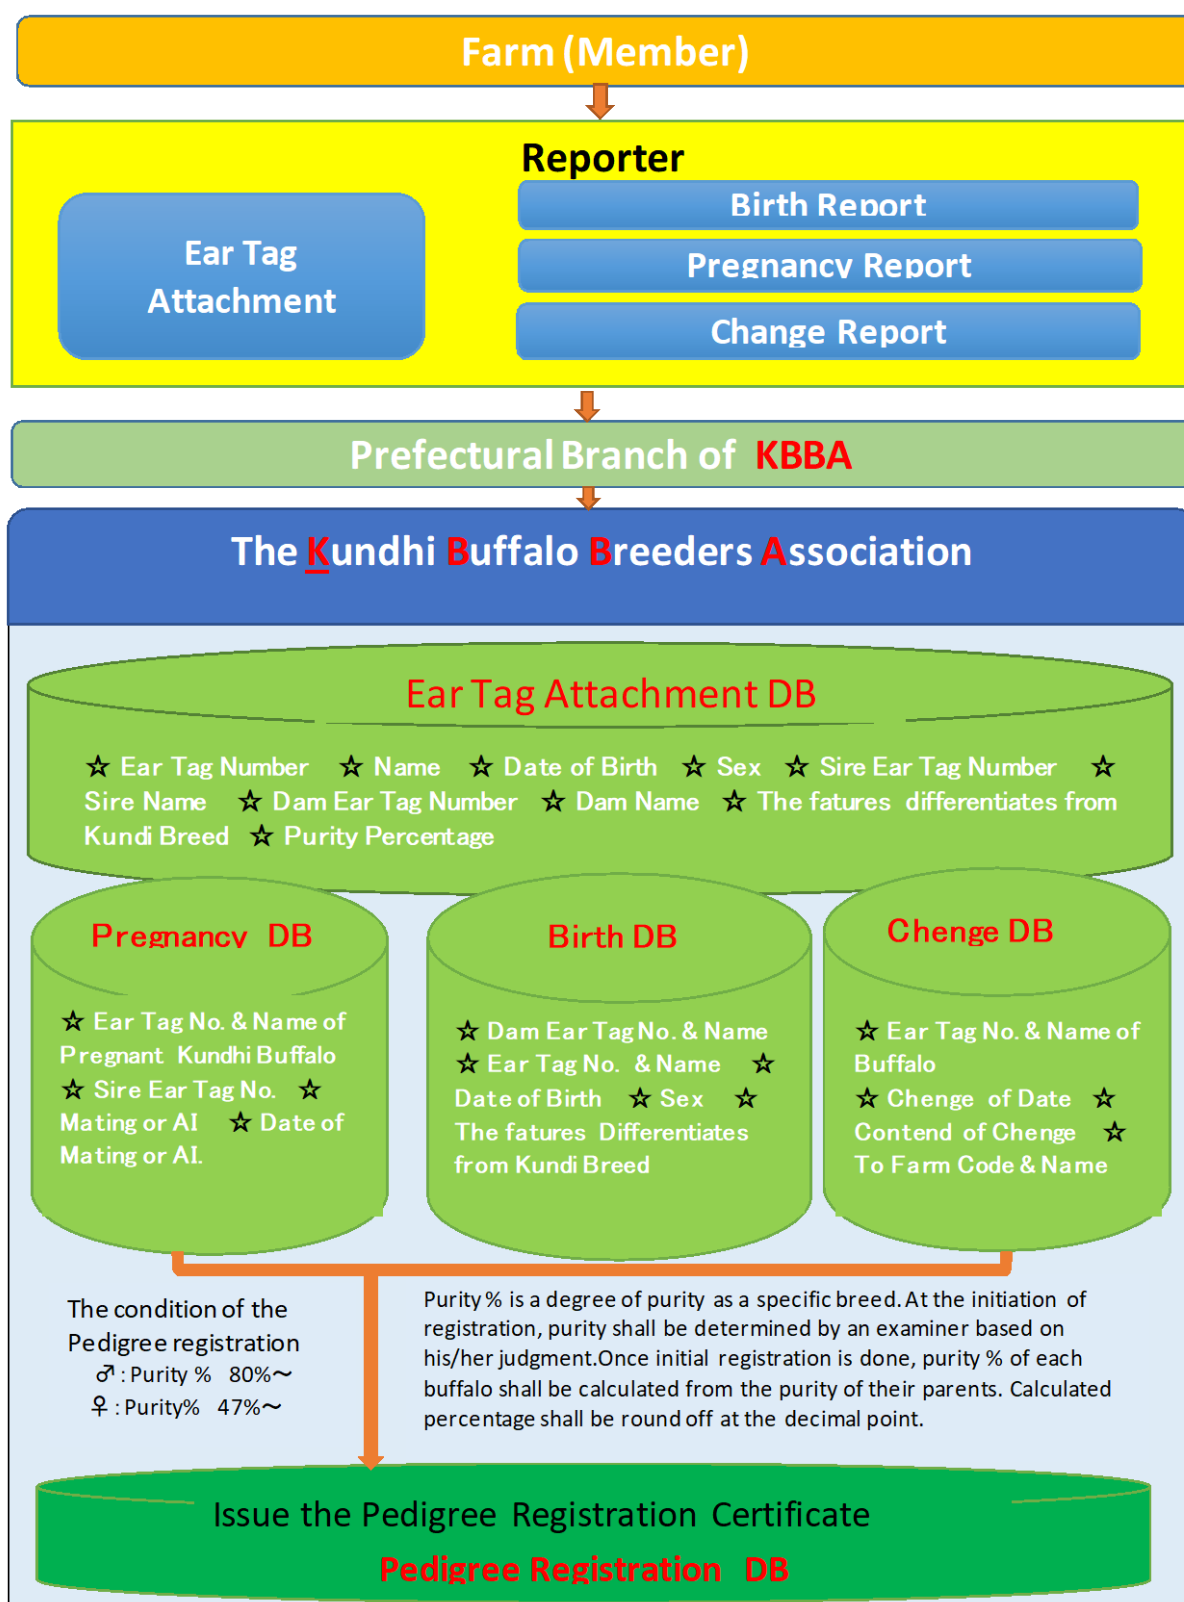 Farm (Member)
Reporter
Ear Tag
Attachment
Birth Report
Pregnancy Report
Change Report
Prefectural Branch of KBBA
The Kundhi Buffalo Breeders Association
Ear Tag Attachment DB
☆ Ear Tag Number ☆ Name ☆ Date of Birth ☆ Sex ☆ Sire Ear Tag Number ☆
Sire Name ☆ Dam Ear Tag Number ☆ Dam Name ☆ The fatures differentiates from
Kundi Breed ☆ Purity Percentage
Pregnancy DB
☆ Ear Tag No. & Name of
Pregnant Kundhi Buffalo
☆ Sire Ear Tag No. ☆
Mating or AI ☆ Date of
Mating or AI.
Birth DB
☆ Dam Ear Tag No. & Name
☆ Ear Tag No. & Name ☆
Date of Birth ☆ Sex ☆
The fatures Differentiates
from Kundi Breed
Chenge DB
☆ Ear Tag No. & Name of
Buffalo
☆ Chenge of Date ☆
Contend of Chenge ☆
To Farm Code & Name
The condition of the
Pedigree registration
♂ : Purity % 80%～
♀ : Purity% 47%～
Purity % is a degree of purity as a specific breed. At the initiation of
registration, purity shall be determined by an examiner based on
his/her judgment.Once initial registration is done, purity % of each
buffalo shall be calculated from the purity of their parents. Calculated
percentage shall be round off at the decimal point.
Issue the Pedigree Registration Certificate
Pedigree Registration DB